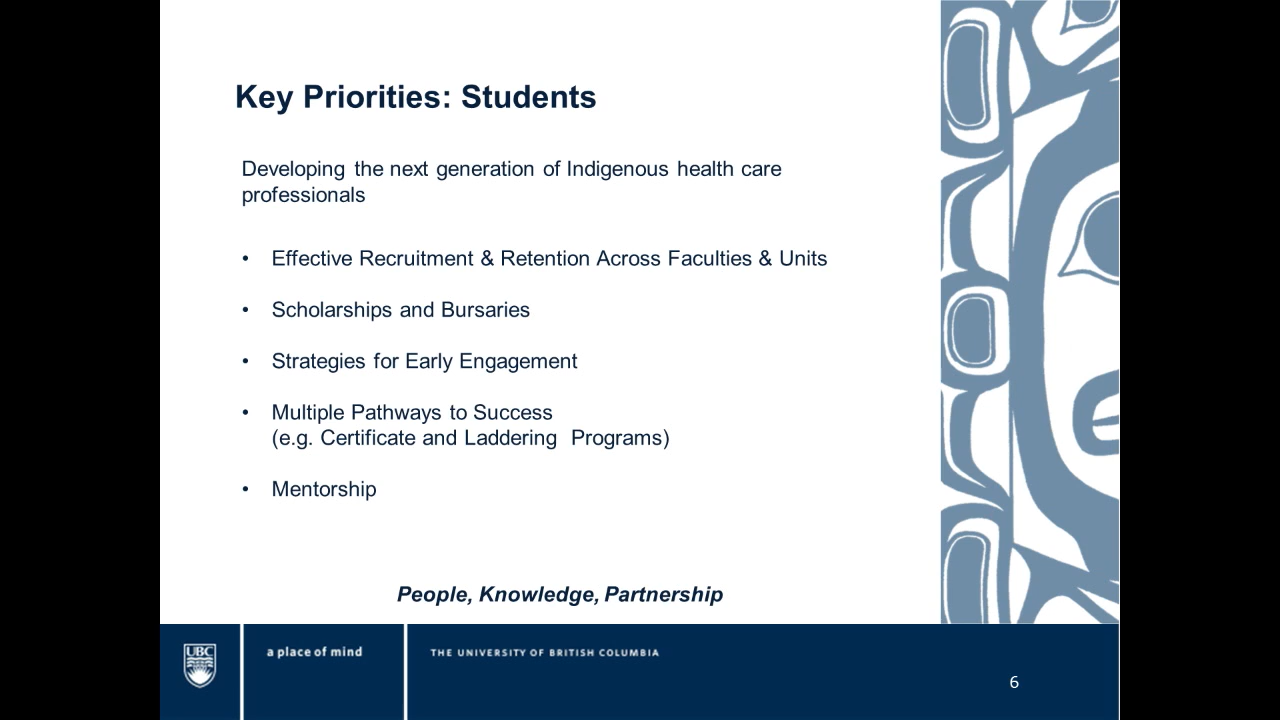 Key Priorities: Students
Developing the next generation of Indigenous health care
professionals
• Effective Recruitment & Retention Across Faculties & Units
• Scholarships and Bursaries
• Strategies for Early Engagement
• Multiple Pathways to Success
(e.g. Certificate and Laddering Programs)
• Mentorship
People, Knowledge, Partnership
UBC
a place of mind
THE UNIVERSITY OF BRITISH COLUMBIA
6